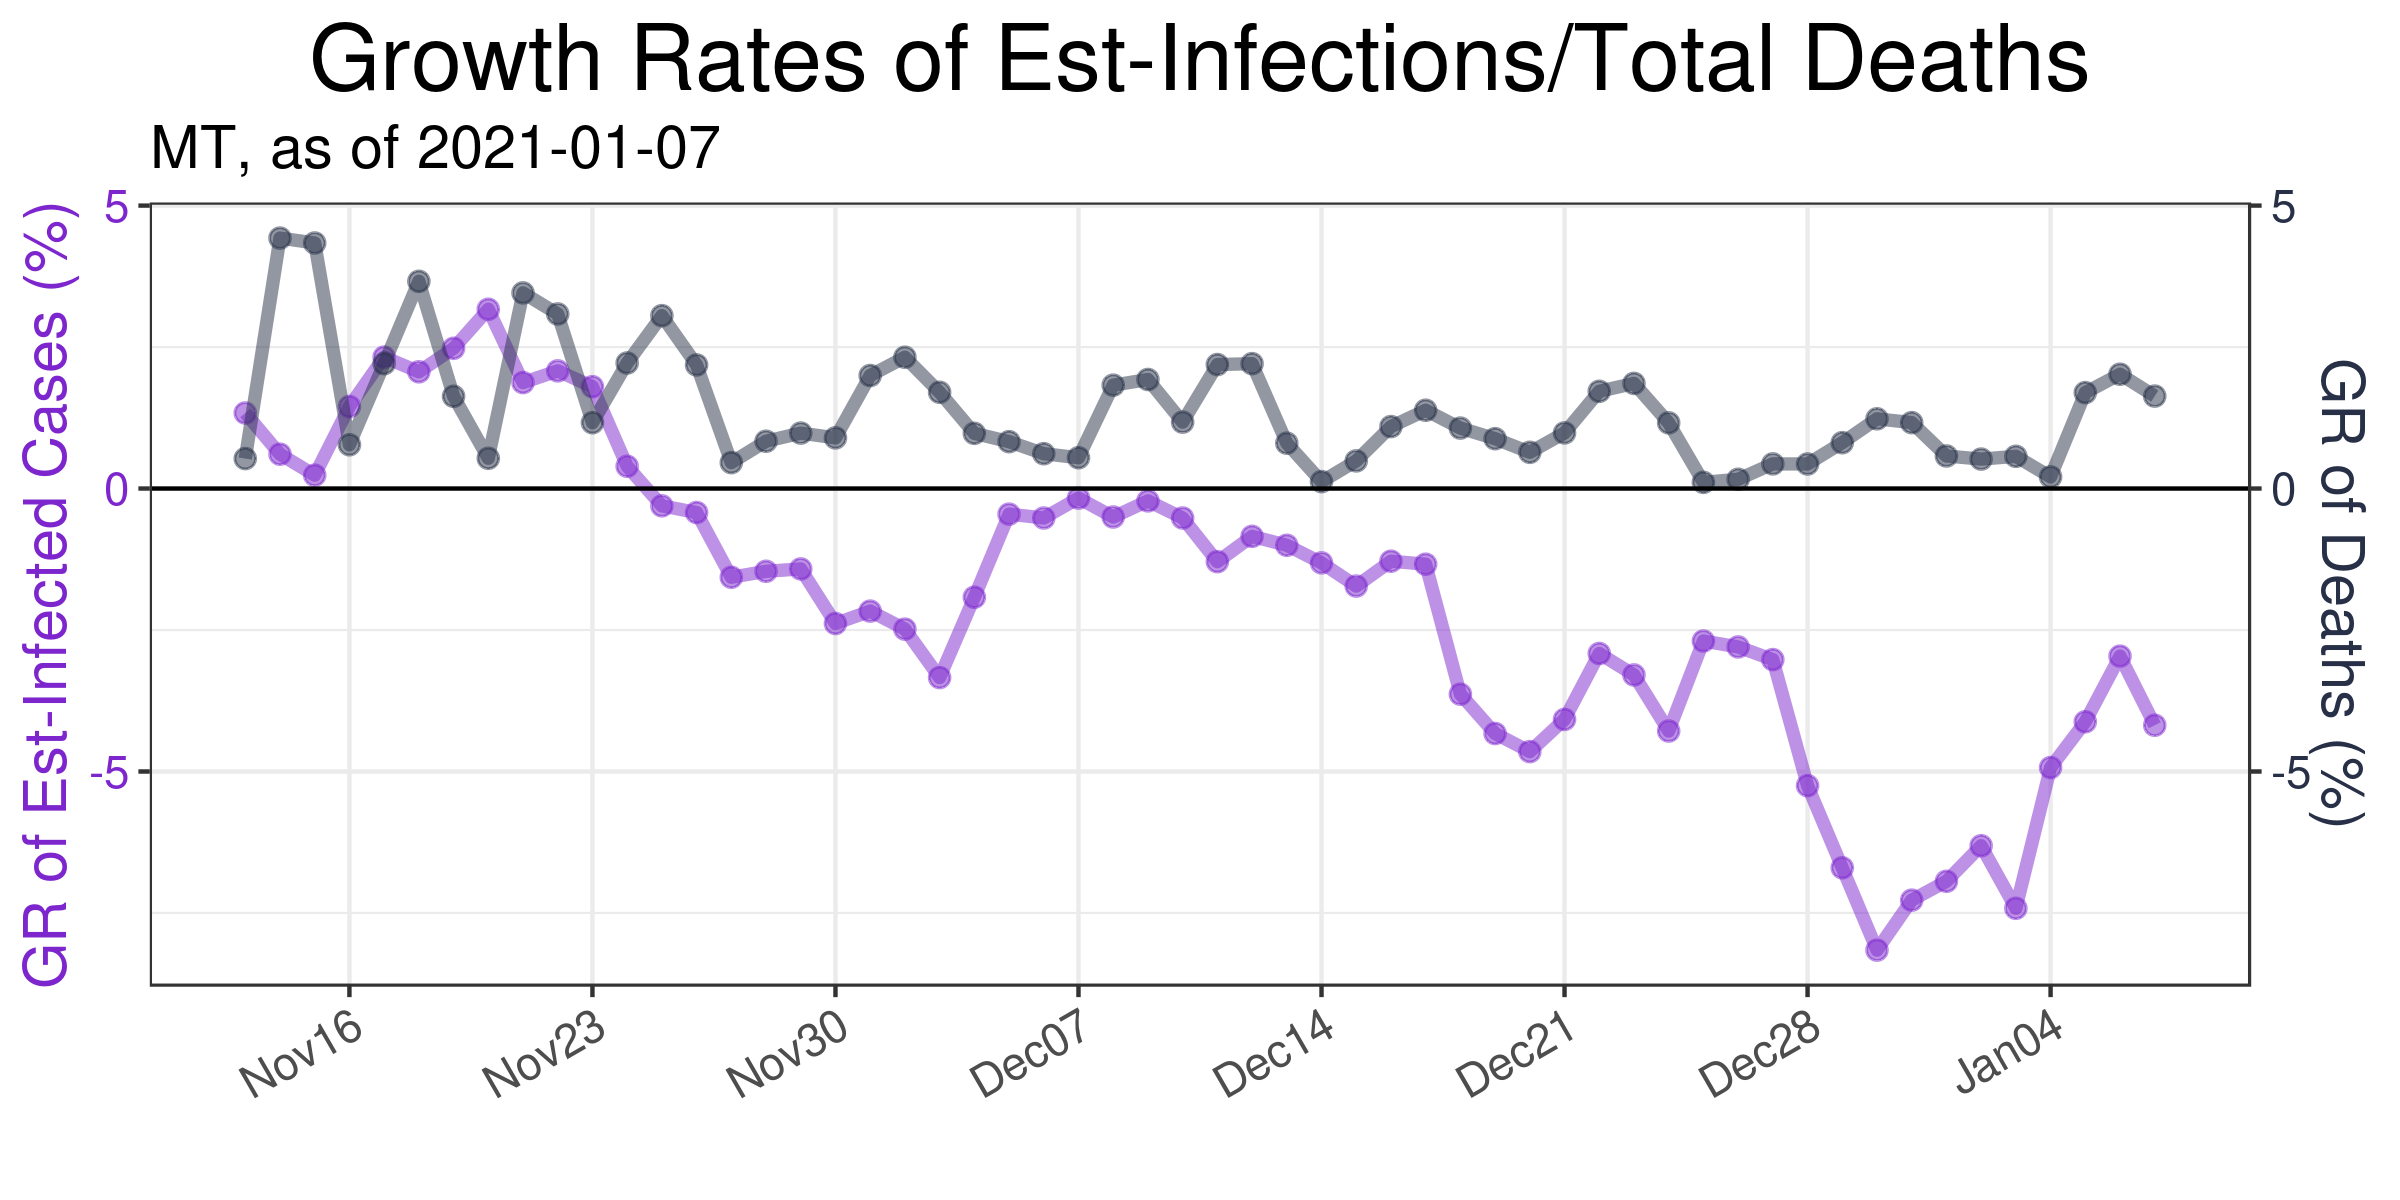 Growth Rates of Est-Infections/Total Deaths
MT, as of 2021-01-07
GR of Est-Infected Cases (%)
5
0
-5
5
0
-5
GR of Deaths (%)
Nov16
Nov23
Nov30
Dec07
Dec14
Dec21
Dec28
Jan04